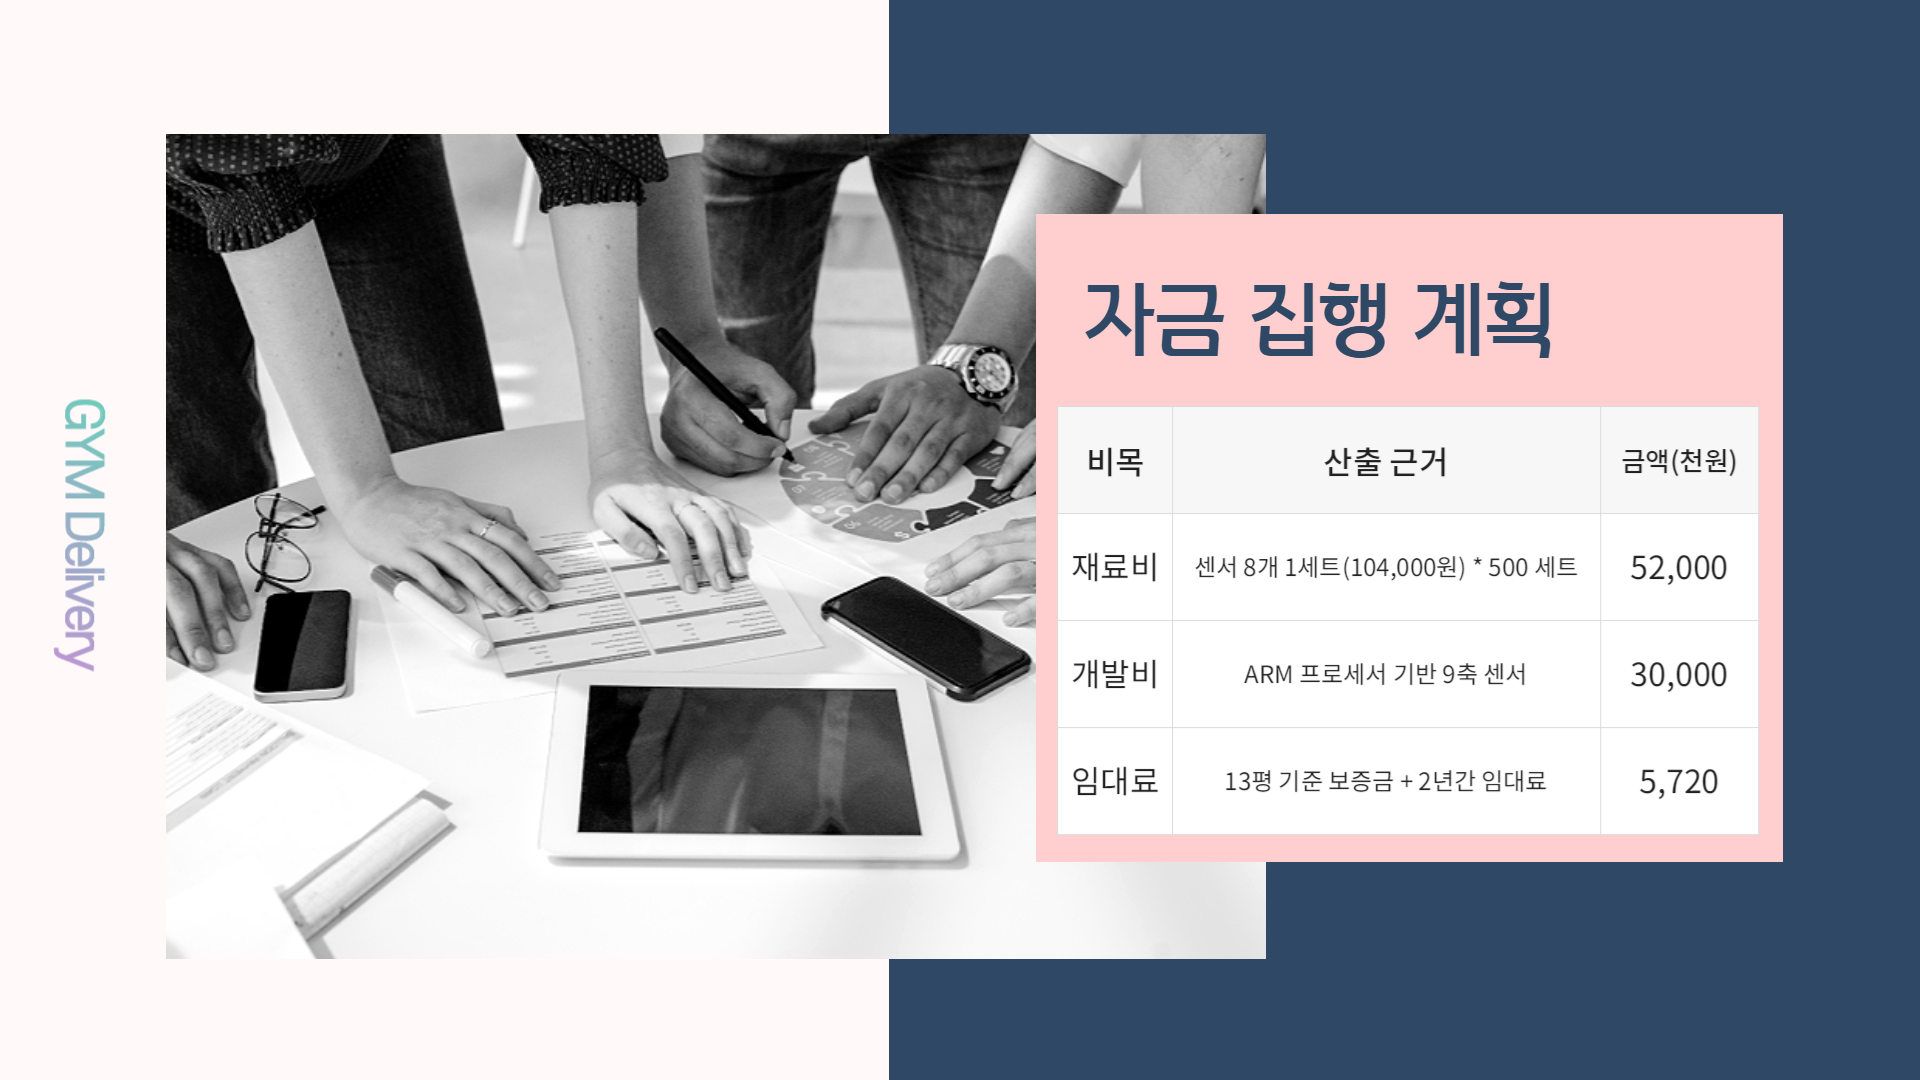 GYM Delivery
자금 집행 계획
비목 산출 근거 금액(천원)
재료비 센서 8개 1세트(104,000원) * 500 세트 52,000
개발비 ARM 프로세서 기반 9축 센서 30,000
임대료 13평 기준 보증금 + 2년간 임대료 5,720